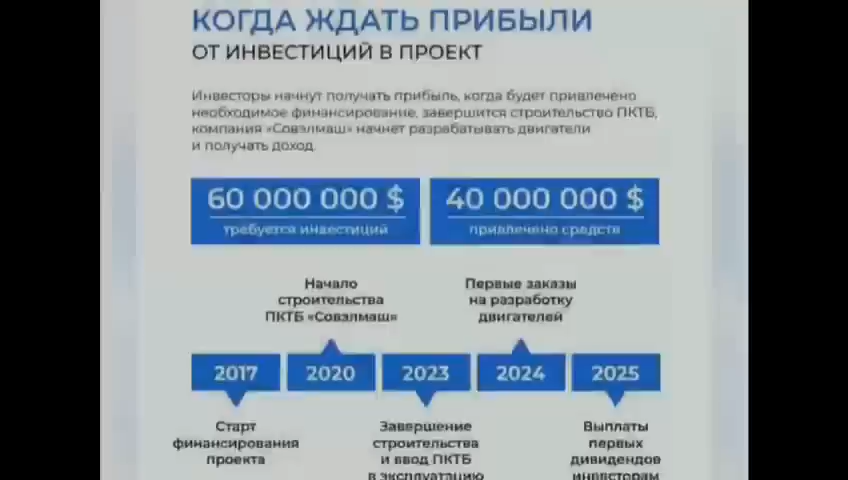 КОГДА ЖДАТЬ ПРИБЫЛИ
ОТ ИНВЕСТИЦИЙ В ПРОЕКТ
Инвесторы начнут получать прибыль, когда будет привлечено
необходимое финансирование, завершится строительство ПКТБ,
компания «Совэлмаш» начнет разрабатывать двигатели
и получать доход.
60 000 000 $
требуется инвестиций
40 000 000 $
привлечено средств
Начало
строительства
ПКТБ «Совэлмаш»
Первые заказы
на разработку
двигателей
2017
2020
2023
2024
2025
Старт
финансирования
проекта
Завершение
строительства
и ввод ПКТБ
в эксплуатацию
Выплаты
первых
дивидендов
инвесторам